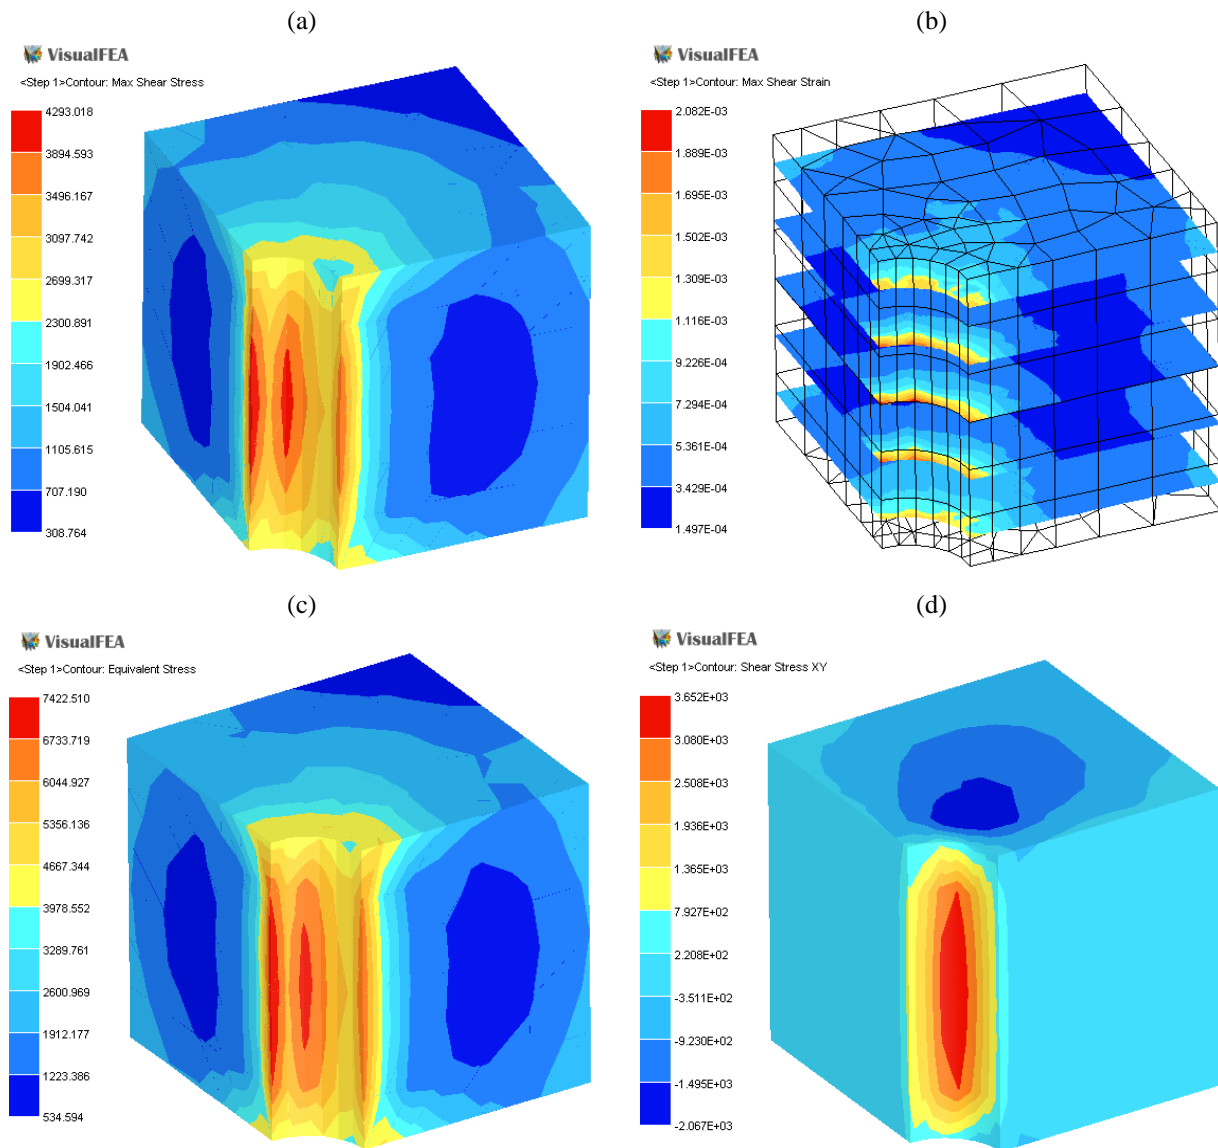 (a)
VisualFEA
<Step 1>Contour: Max Shear Stress
4293.018
3894.593
3496.167
3097.742
2699.317
2300.891
1902.466
1504.041
1105.615
707.190
308.764
(b)
VisualFEA
<Step 1>Contour: Max Shear Strain
2.082E-03
1.889E-03
1.695E-03
1.502E-03
1.309E-03
1.116E-03
9.226E-04
7.294E-04
5.361E-04
3.429E-04
1.497E-04
(c)
VisualFEA
<Step 1>Contour: Equivalent Stress
7422.510
6733.719
6044.927
5356.136
4667.344
3978.552
3289.761
2600.969
1912.177
1223.386
534.594
(d)
VisualFEA
<Step 1>Contour: Shear Stress XY
3.652E+03
3.080E+03
2.508E+03
1.936E+03
1.365E+03
7.927E+02
2.208E+02
-3.511E+02
-9.230E+02
-1.495E+03
-2.067E+03